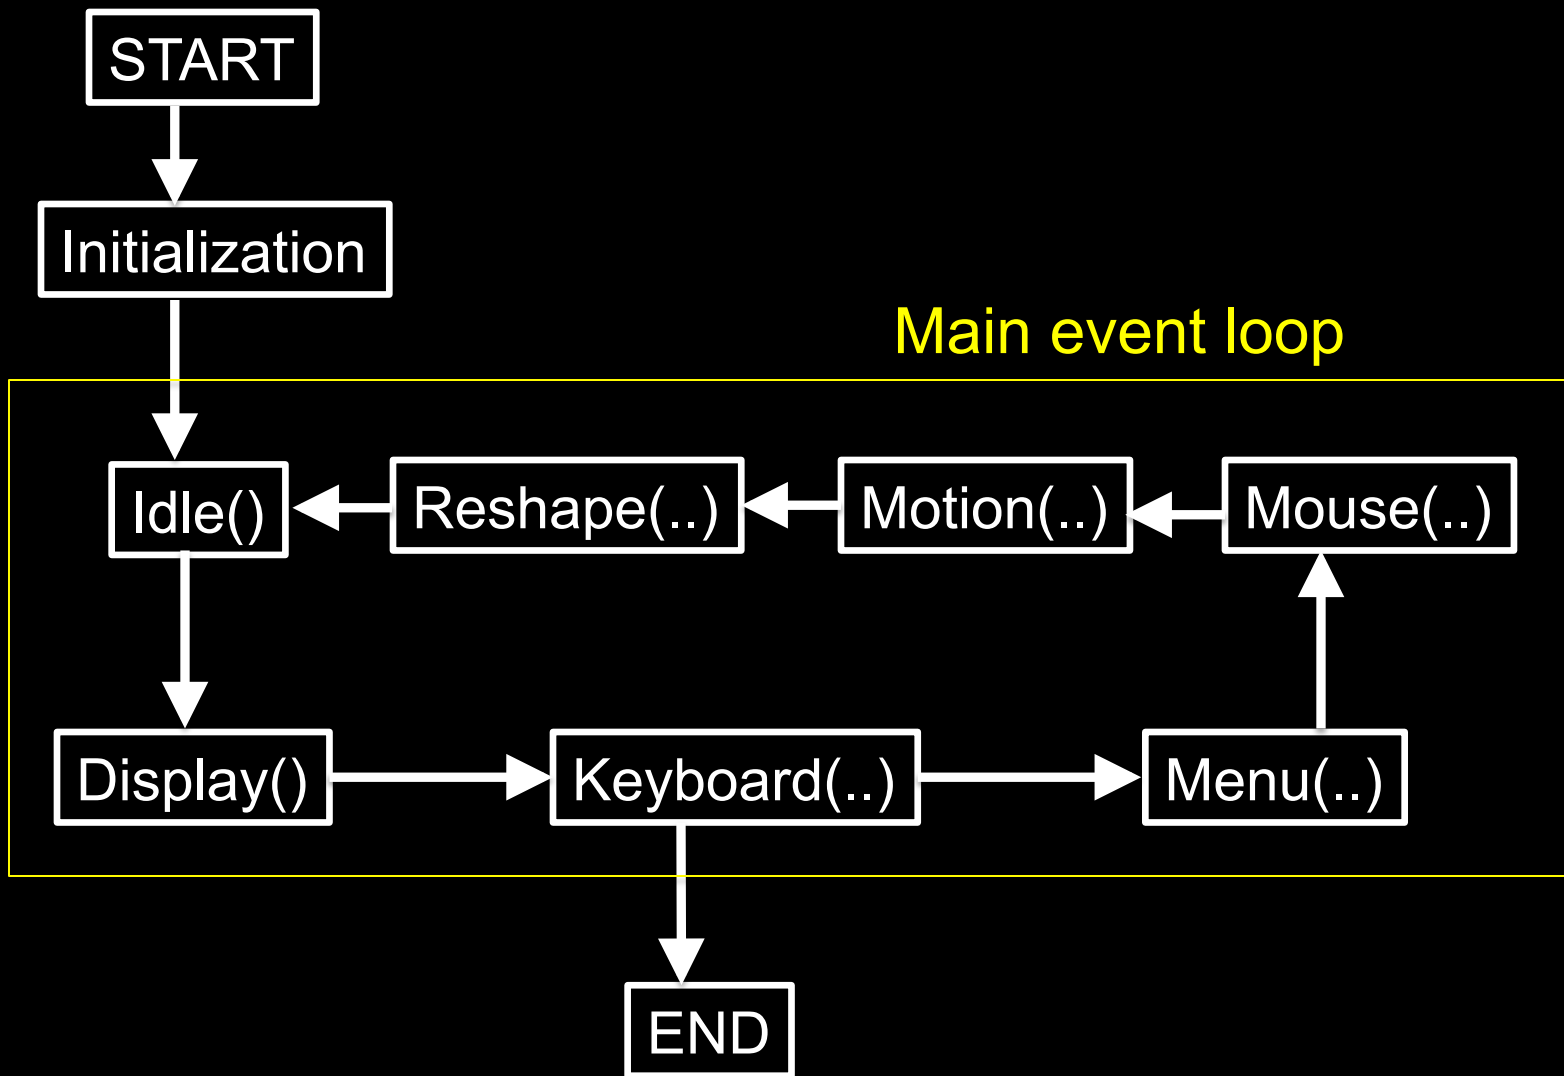 START
Initialization
Main event loop
Idle()
Reshape(..)
Motion(..)
Mouse(..)
Display()
Keyboard(..)
Menu(..)
END